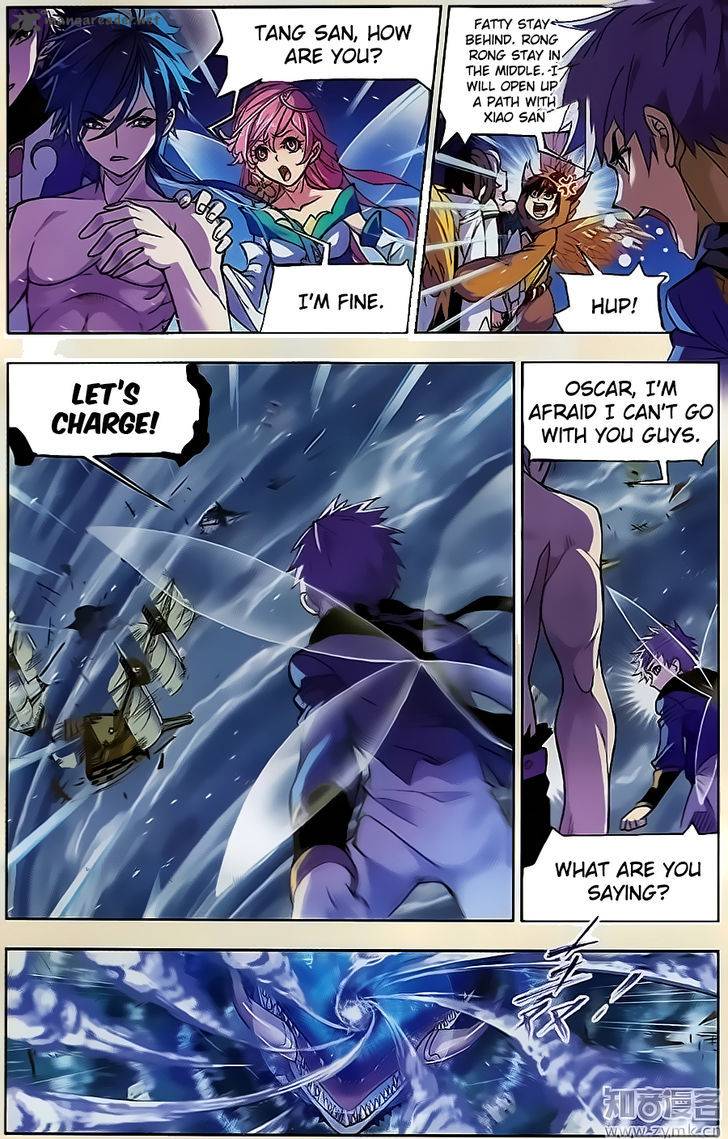 mangareader.net
TANG SAN, HOW
ARE YOU?
I'M FINE.
FATTY STAY
BEHIND. RONG
RONG STAY IN
THE MIDDLE. I
WILL OPEN UP
A PATH WITH
XIAO SAN
HUP!
LET'S
CHARGE!
OSCAR, I'M
AFRAID I CAN'T GO
WITH YOU GUYS.
WHAT ARE YOU
SAYING?
知音漫客
www.zymk.cn